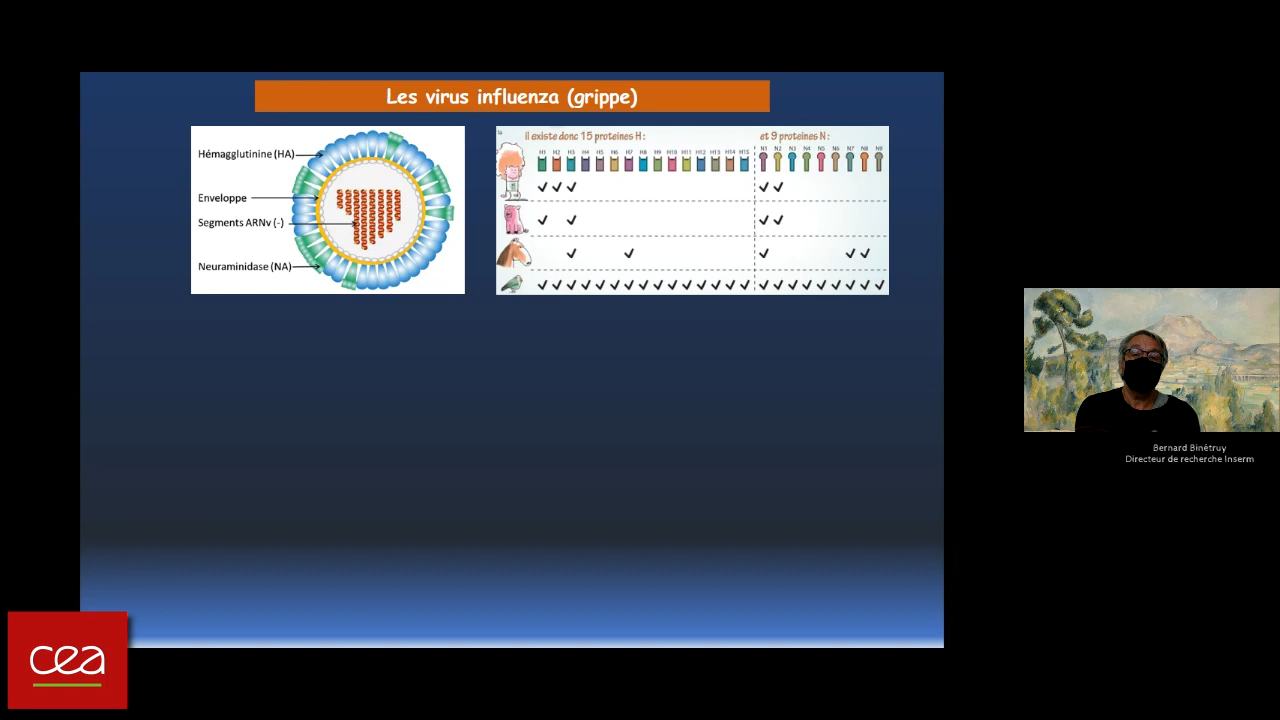 Les virus influenza (grippe)
Hémagglutinine (HA)
Enveloppe
Segments ARNv (-)
Neuraminidase (NA)
il existe donc 15 proteines H :
et 9 proteines N :
H1 H2 H3 H4 H5 H6 H7 H8 H9 H10 H11 H12 H13 H14 H15
N1 N2 N3 N4 N5 N6 N7 N8 N9
Bernard Binétruy
Directeur de recherche Inserm
cea